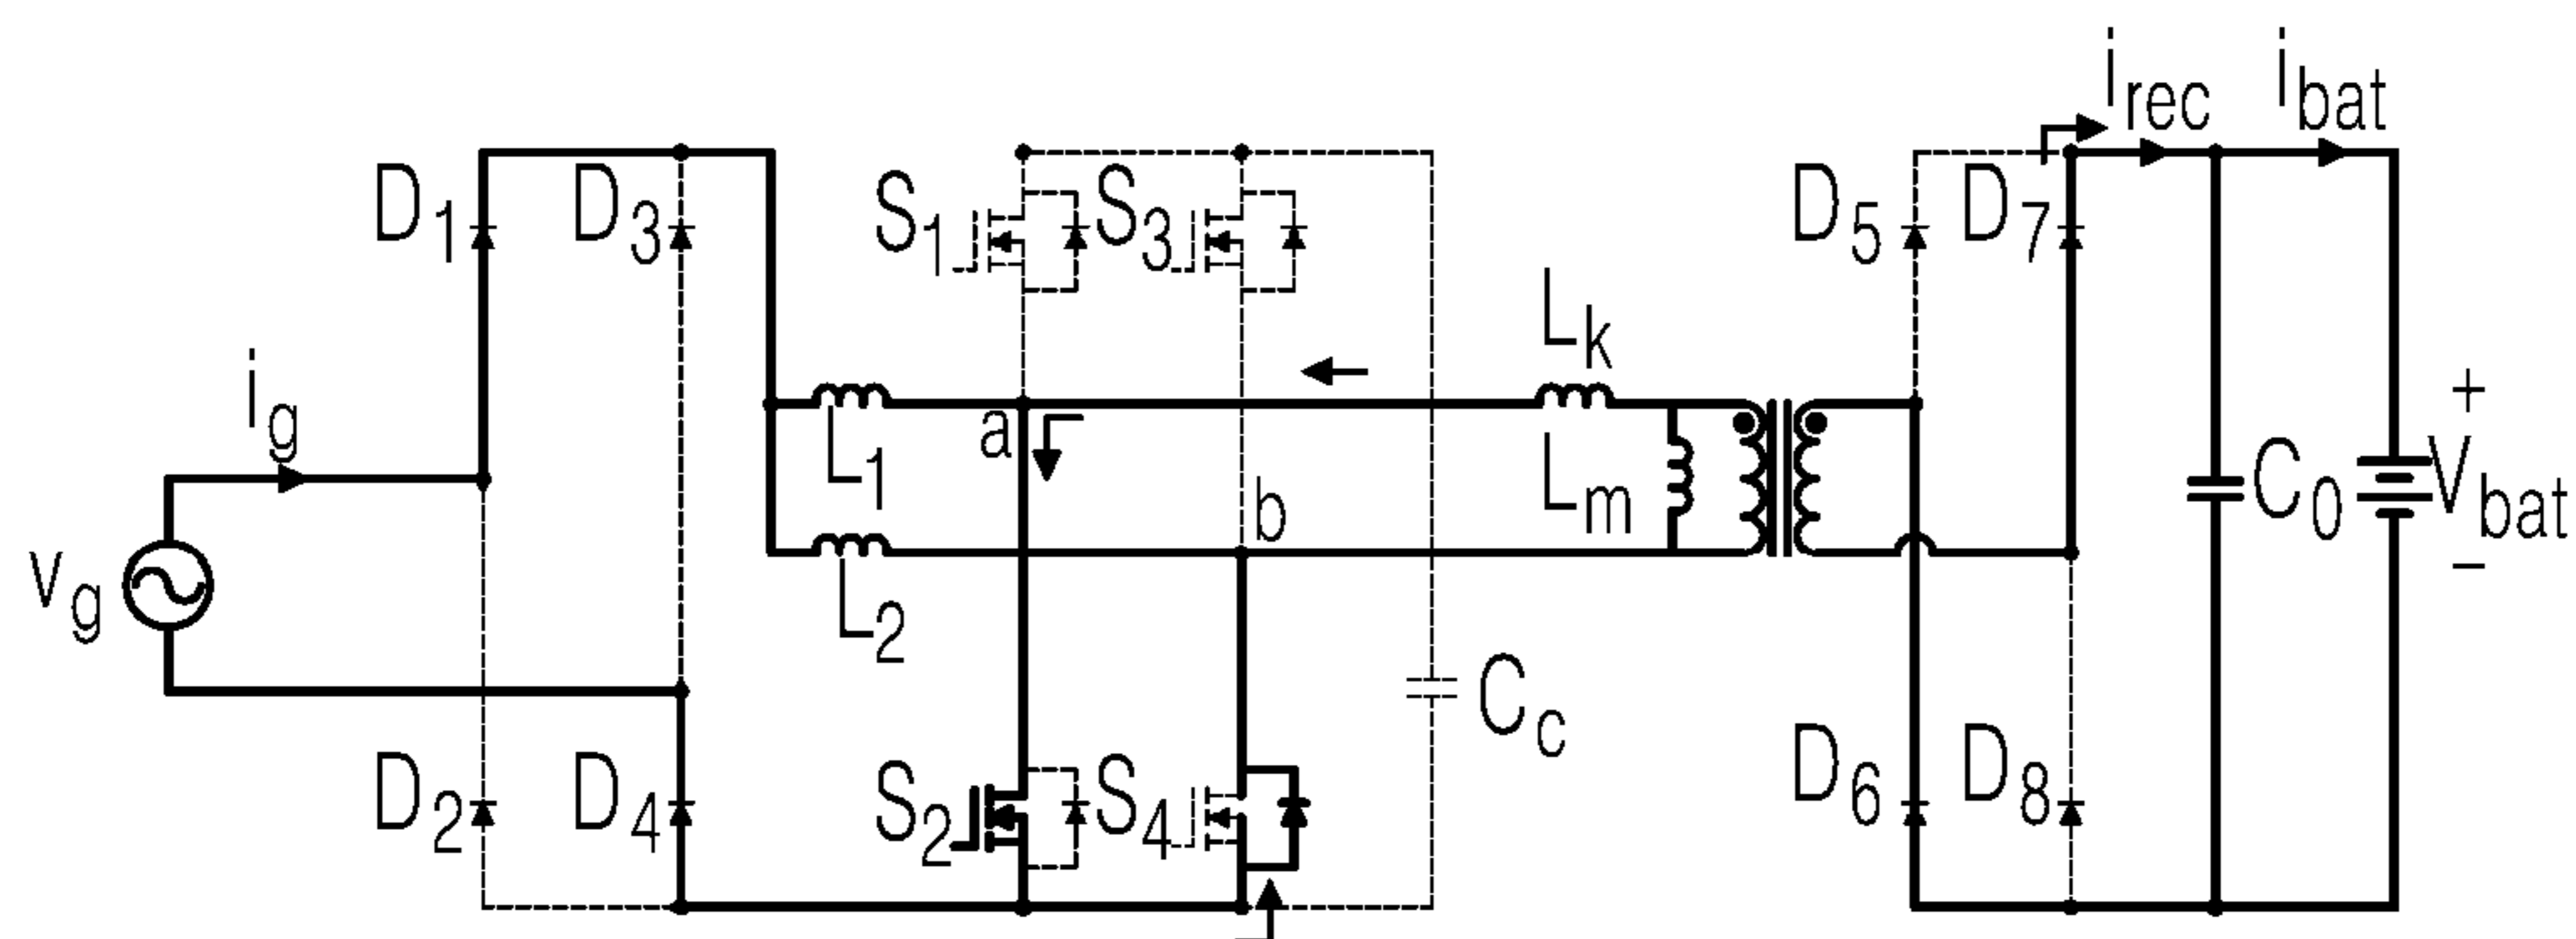 i_rec i_bat
D_1 D_3 S_1 S_3 D_5 D_7
L_k
i_g
a L_1 L_m
b C_0 + V_bat −
v_g L_2
C_c
D_2 D_4 S_2 S_4 D_6 D_8